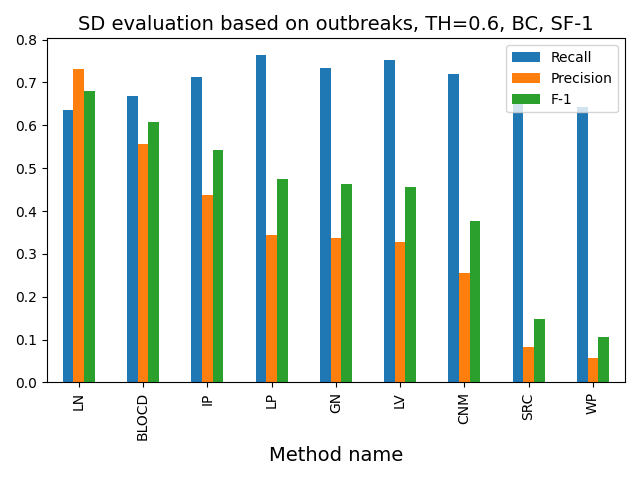 SD evaluation based on outbreaks, TH=0.6, BC, SF-1
0.8
0.7
0.6
0.5
0.4
0.3
0.2
0.1
0.0
Recall
Precision
F-1
LN
BLOCD
IP
LP
GN
LV
CNM
SRC
WP
Method name